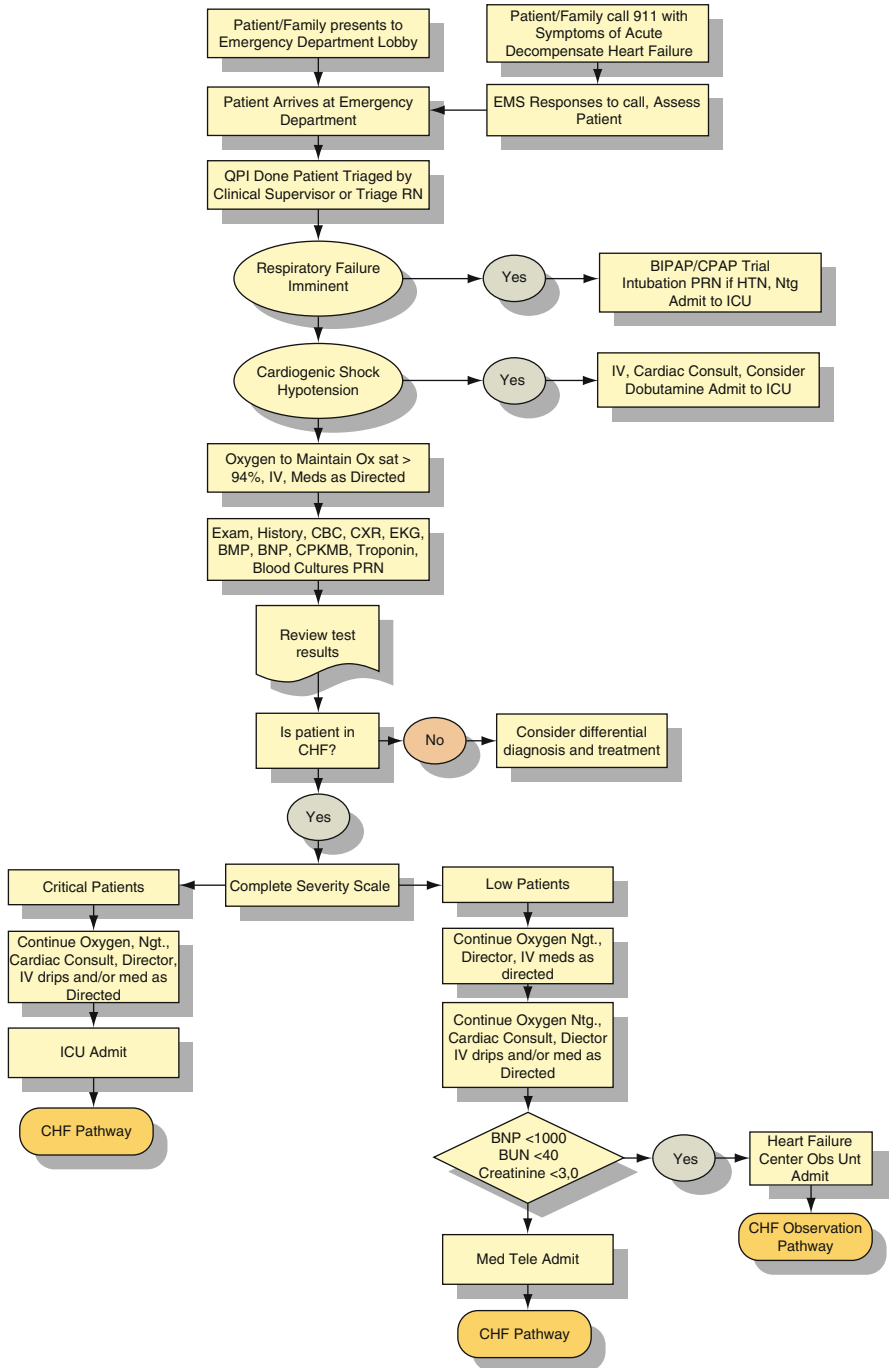 Patient/Family presents to
Emergency Department Lobby
Patient/Family call 911 with
Symptoms of Acute
Decompensate Heart Failure
Patient Arrives at Emergency
Department
EMS Responses to call, Assess
Patient
QPI Done Patient Triaged by
Clinical Supervisor or Triage RN
Respiratory Failure
Imminent
Yes
BIPAP/CPAP Trial
Intubation PRN if HTN, Ntg
Admit to ICU
Cardiogenic Shock
Hypotension
Yes
IV, Cardiac Consult, Consider
Dobutamine Admit to ICU
Oxygen to Maintain Ox sat >
94%, IV, Meds as Directed
Exam, History, CBC, CXR, EKG,
BMP, BNP, CPKMB, Troponin,
Blood Cultures PRN
Review test
results
Is patient in
CHF?
No
Consider differential
diagnosis and treatment
Yes
Complete Severity Scale
Critical Patients
Continue Oxygen, Ngt.,
Cardiac Consult, Director,
IV drips and/or med as
Directed
ICU Admit
CHF Pathway
Low Patients
Continue Oxygen Ngt.,
Director, IV meds as
directed
Continue Oxygen Ntg.,
Cardiac Consult, Diector
IV drips and/or med as
Directed
BNP <1000
BUN <40
Creatinine <3,0
Yes
Heart Failure
Center Obs Unt
Admit
CHF Observation
Pathway
Med Tele Admit
CHF Pathway